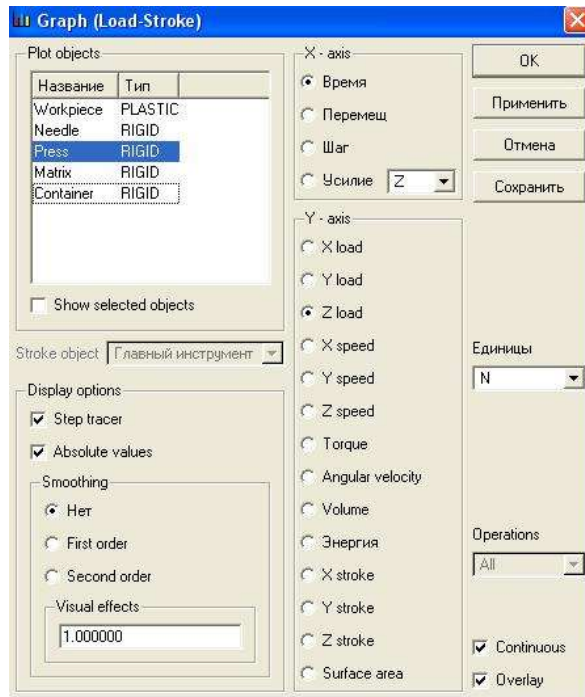 Graph (Load-Stroke)
Plot objects
Название Тип
Workpiece PLASTIC
Needle RIGID
Press RIGID
Matrix RIGID
Container RIGID
Show selected objects
Stroke object Главный инструмент
Display options
Step tracer
Absolute values
Smoothing
Нет
First order
Second order
Visual effects
1.000000
X - axis
Время
Перемещ
Шаг
Усилие Z
Y - axis
X load
Y load
Z load
X speed
Y speed
Z speed
Torque
Angular velocity
Volume
Энергия
X stroke
Y stroke
Z stroke
Surface area
OK
Применить
Отмена
Сохранить
Единицы
N
Operations
All
Continuous
Overlay